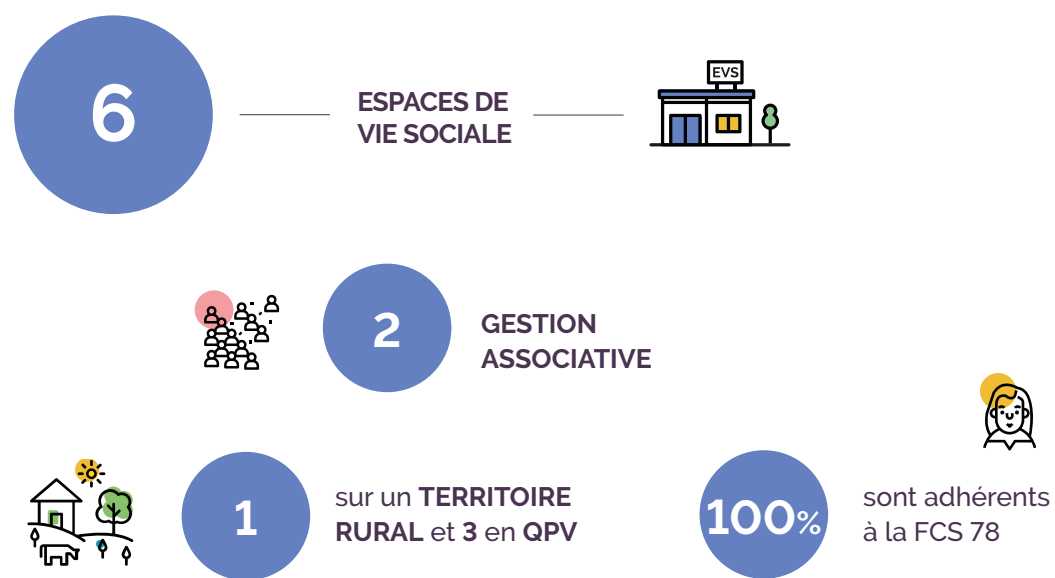 6
ESPACES DE
VIE SOCIALE
EVS
2
GESTION
ASSOCIATIVE
1
sur un TERRITOIRE
RURAL et 3 en QPV
100%
sont adhérents
à la FCS 78